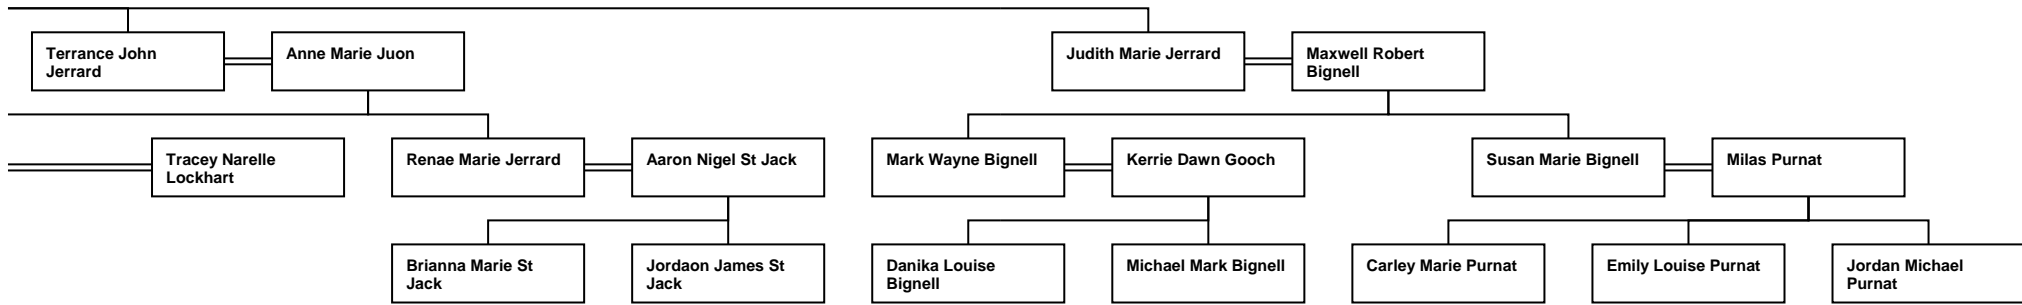 Terrance John
Jerrard
Anne Marie Juon
Judith Marie Jerrard
Maxwell Robert
Bignell
Tracey Narelle
Lockhart
Renae Marie Jerrard
Aaron Nigel St Jack
Mark Wayne Bignell
Kerrie Dawn Gooch
Susan Marie Bignell
Milas Purnat
Brianna Marie St
Jack
Jordaon James St
Jack
Danika Louise
Bignell
Michael Mark Bignell
Carley Marie Purnat
Emily Louise Purnat
Jordan Michael
Purnat